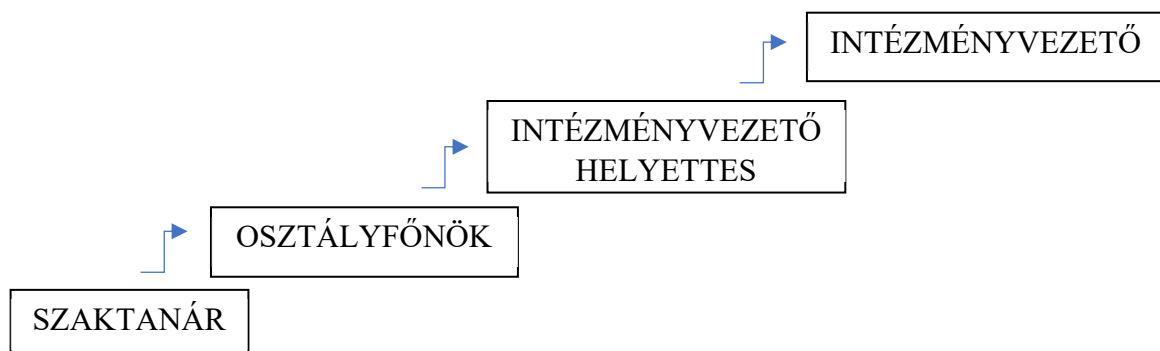 INTÉZMÉNYVEZETŐ
INTÉZMÉNYVEZETŐ
HELYETTES
OSZTÁLYFŐNÖK
SZAKTANÁR